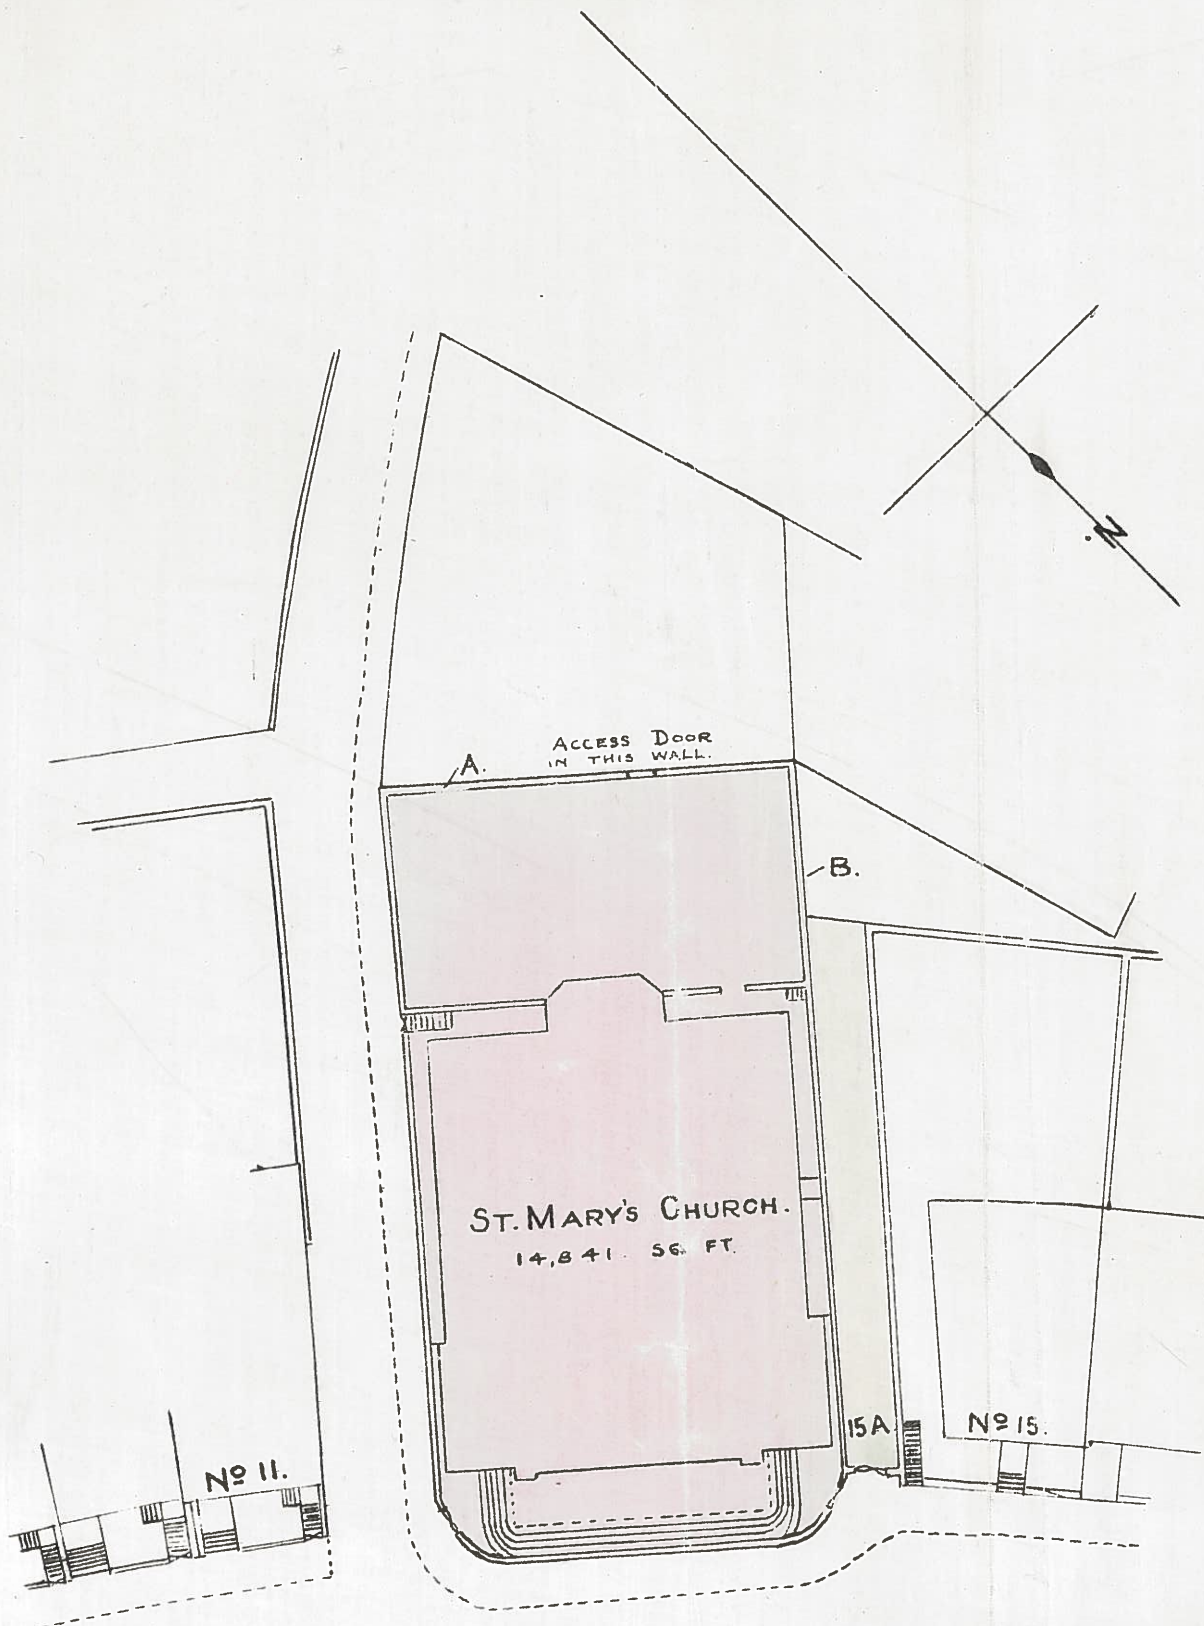 .N
ACCESS DOOR
IN THIS WALL.
A.
B.
ST. MARY'S CHURCH.
14,841 SQ. FT.
15A
Nº 15.
Nº 11.